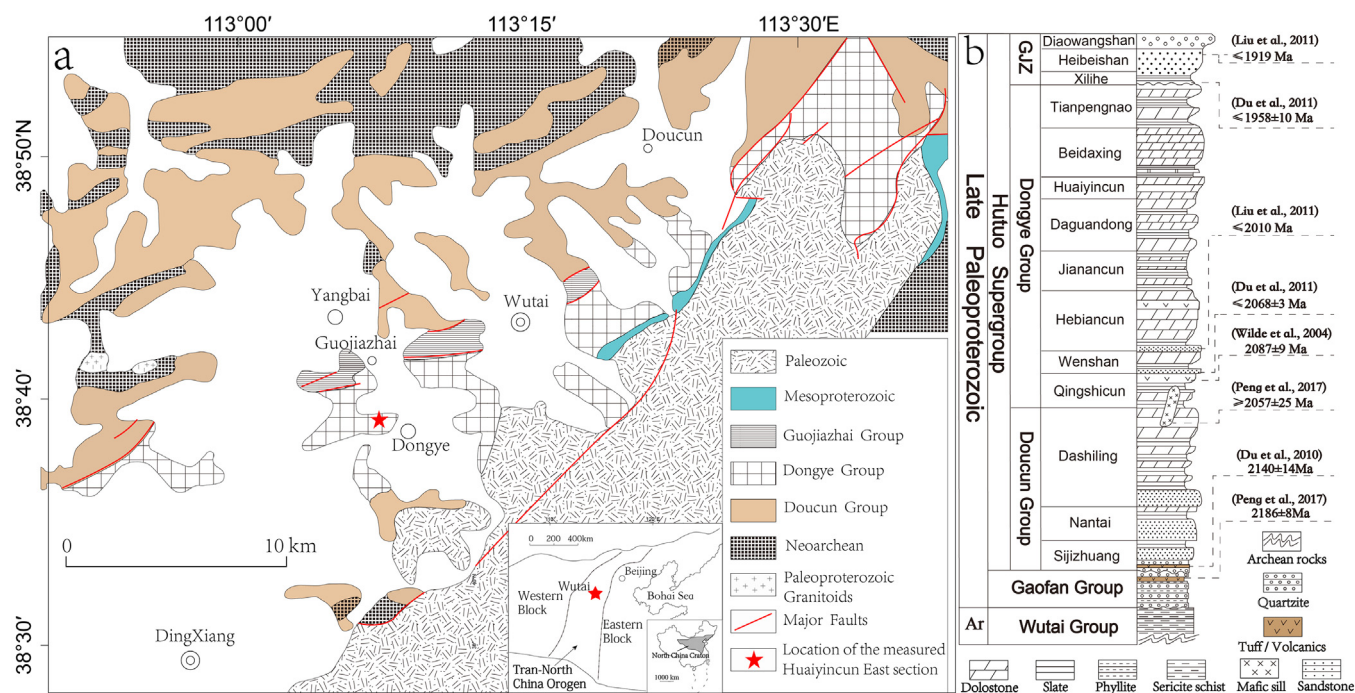 113°00'
113°15'
113°30'E
38°50'N
38°40'
38°30'
a
Doucun
Yangbai
Wutai
Guojiazhai
Dongye
DingXiang
0 10 km
Paleozoic
Mesoproterozoic
Guojiazhai Group
Dongye Group
Doucun Group
Neoarchean
Paleoproterozoic
Granitoids
Major Faults
Location of the measured
Huaiyincun East section
0 200 400km
Beijing
Wutai
Bohai Sea
Western
Block
Eastern
Block
Tran-North
China Orogen
North China Craton
1000 km
b
Late Paleoproterozoic
Hutuo Supergroup
GJZ
Dongye Group
Doucun Group
Diaowangshan
Heibeishan
Xilihe
Tianpengnao
Beidaxing
Huaiyincun
Daguandong
Jianancun
Hebiancun
Wenshan
Qingshicun
Dashiling
Nantai
Sijizhuang
Gaofan Group
Ar
Wutai Group
(Liu et al., 2011)
⩽1919 Ma
(Du et al., 2011)
⩽1958±10 Ma
(Liu et al., 2011)
⩽2010 Ma
(Du et al., 2011)
⩽2068±3 Ma
(Wilde et al., 2004)
2087±9 Ma
(Peng et al., 2017)
⩾2057±25 Ma
(Du et al., 2010)
2140±14Ma
(Peng et al., 2017)
2186±8Ma
Archean rocks
Quartzite
Tuff / Volcanics
Dolostone
Slate
Phyllite
Sericite schist
Mafic sill
Sandstone